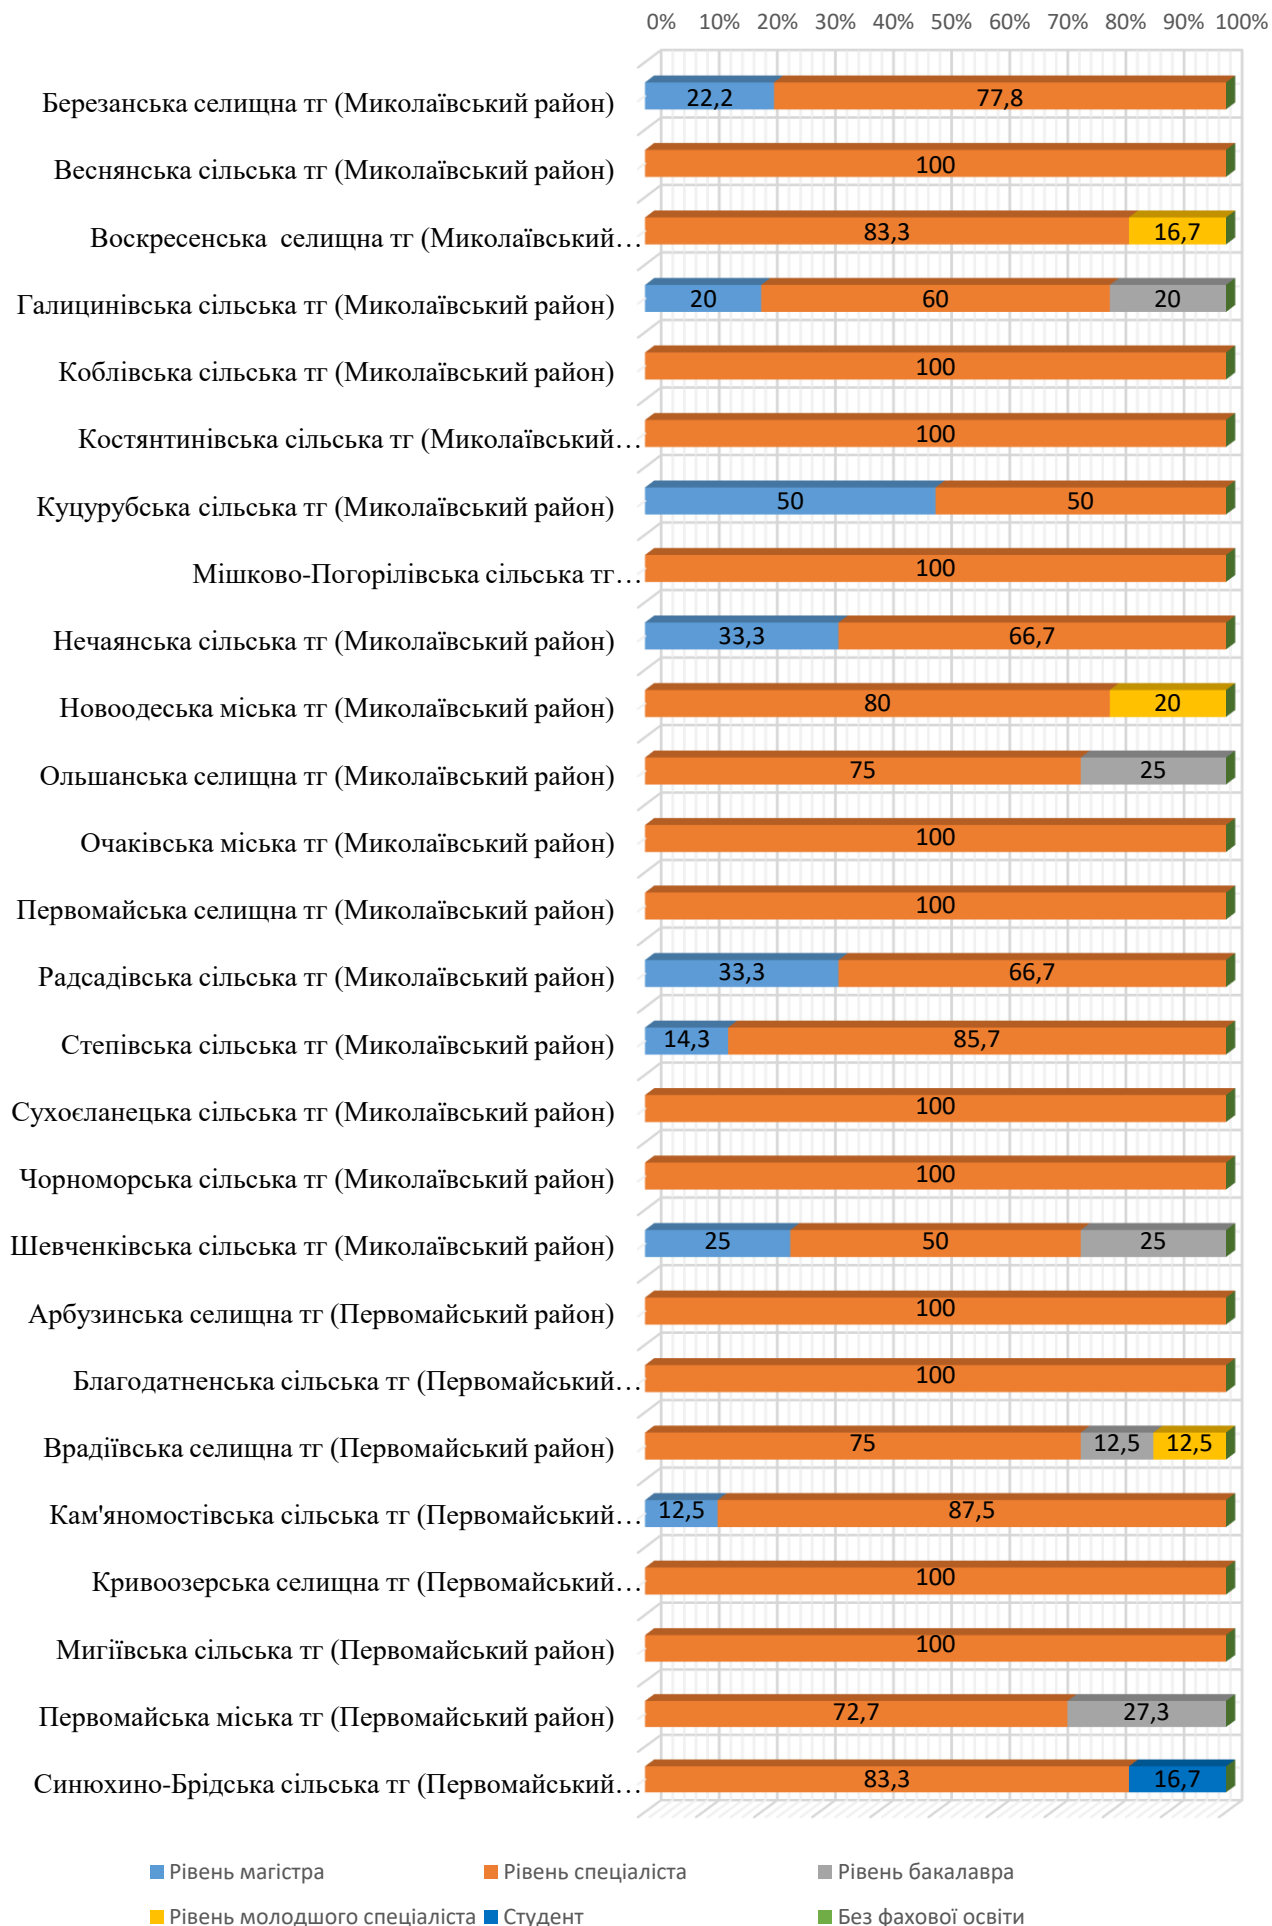 0% 10% 20% 30% 40% 50% 60% 70% 80% 90% 100%
Березанська селищна тг (Миколаївський район) 22,2 77,8
Веснянська сільська тг (Миколаївський район) 100
Воскресенська селищна тг (Миколаївський… 83,3 16,7
Галицинівська сільська тг (Миколаївський район) 20 60 20
Коблівська сільська тг (Миколаївський район) 100
Костянтинівська сільська тг (Миколаївський… 100
Куцурубська сільська тг (Миколаївський район) 50 50
Мішково-Погорілівська сільська тг… 100
Нечаянська сільська тг (Миколаївський район) 33,3 66,7
Новоодеська міська тг (Миколаївський район) 80 20
Ольшанська селищна тг (Миколаївський район) 75 25
Очаківська міська тг (Миколаївський район) 100
Первомайська селищна тг (Миколаївський район) 100
Радсадівська сільська тг (Миколаївський район) 33,3 66,7
Степівська сільська тг (Миколаївський район) 14,3 85,7
Сухоєланецька сільська тг (Миколаївський район) 100
Чорноморська сільська тг (Миколаївський район) 100
Шевченківська сільська тг (Миколаївський район) 25 50 25
Арбузинська селищна тг (Первомайський район) 100
Благодатненська сільська тг (Первомайський… 100
Врадіївська селищна тг (Первомайський район) 75 12,5 12,5
Кам'яномостівська сільська тг (Первомайський… 12,5 87,5
Кривоозерська селищна тг (Первомайський… 100
Мигіївська сільська тг (Первомайський район) 100
Первомайська міська тг (Первомайський район) 72,7 27,3
Синюхино-Брідська сільська тг (Первомайський… 83,3 16,7
Рівень магістра Рівень спеціаліста Рівень бакалавра
Рівень молодшого спеціаліста Студент Без фахової освіти